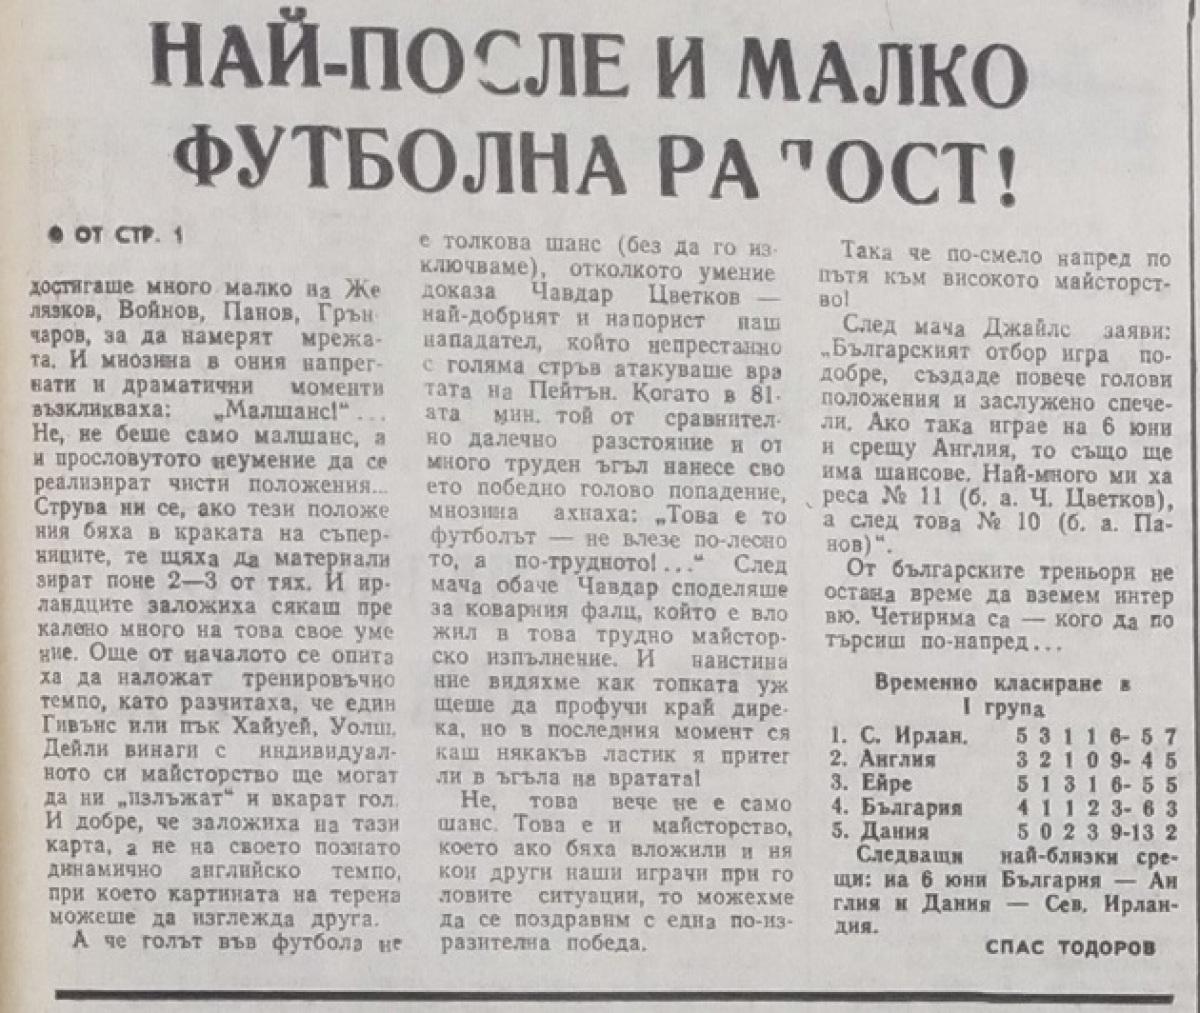 НАЙ-ПОСЛЕ И МАЛКО
ФУТБОЛНА РА ОСТ!
● ОТ СТР. 1
достигаше много малко на Же
лязков, Войнов, Панов, Грън
чаров, за да намерят мрежа-
та. И мнозина в ония напрег-
нати и драматични моменти
възкликваха: „Малшанс!“...
Не, не беше само малшанс, а
и прословутото неумение да се
реализират чисти положения...
Струва ни се, ако тези положе
ния бяха в краката на съпер-
ниците, те щяха да материали
зират поне 2—3 от тях. И ир-
ландците заложиха сякаш пре
калено много на това свое уме
ние. Още от началото се опита
ха да наложат тренировъчно
темпо, като разчитаха, че един
Гивънс или пък Хайуей, Уолш,
Дейли винаги с индивидуал-
ното си майсторство ще могат
да ни „излъжат“ и вкарат гол.
И добре, че заложиха на тази
карта, а не на своето познато
динамично английско темпо,
при което картината на терена
можеше да изглежда друга.
А че голът във футбола не
е толкова шанс (без да го из-
ключваме), отколкото умение
доказа Чавдар Цветков —
най-добрият и напорист наш
нападател, който непрестанно
с голяма стръв атакуваше вра
тата на Пейтън. Когато в 81-
ата мин. той от сравнител-
но далечно разстояние и от
много труден ъгъл нанесе сво
ето победно голово попадение,
мнозина ахнаха: „Това е то
футболът — не влезе по-лесно
то, а по-трудното!...“ След
мача обаче Чавдар споделяше
за коварния фалц, който е вло
жил в това трудно майстор-
ско изпълнение. И наистина
ние видяхме как топката уж
щеше да профучи край дире-
ка, но в последния момент ся
каш някакъв ластик я притег
ли в ъгъла на вратата!
Не, това вече не е само
шанс. Това е и майсторство,
което ако бяха вложили и ня
кои други наши играчи при го
ловите ситуации, то можехме
да се поздравим с една по-из-
разителна победа.
Така че по-смело напред по
пътя към високото майсторст-
во!
След мача Джайлс заяви:
„Българският отбор игра по-
добре, създаде повече голови
положения и заслужено спече-
ли. Ако така играе на 6 юни
и срещу Англия, то също ще
има шансове. Най-много ми ха
реса № 11 (б. а. Ч. Цветков),
а след това № 10 (б. а. Па-
нов)“.
От българските треньори не
остана време да вземем интер
вю. Четирима са — кого да по
търсиш по-напред...
Временно класиране в
I група
1. С. Ирлан. 5 3 1 1 6- 5 7
2. Англия 3 2 1 0 9- 4 5
3. Ейре 5 1 3 1 6- 5 5
4. България 4 1 1 2 3- 6 3
5. Дания 5 0 2 3 9-13 2
Следващи най-близки сре-
щи: на 6 юни България — Ан
глия и Дания — Сев. Ирлан-
дия.
СПАС ТОДОРОВ